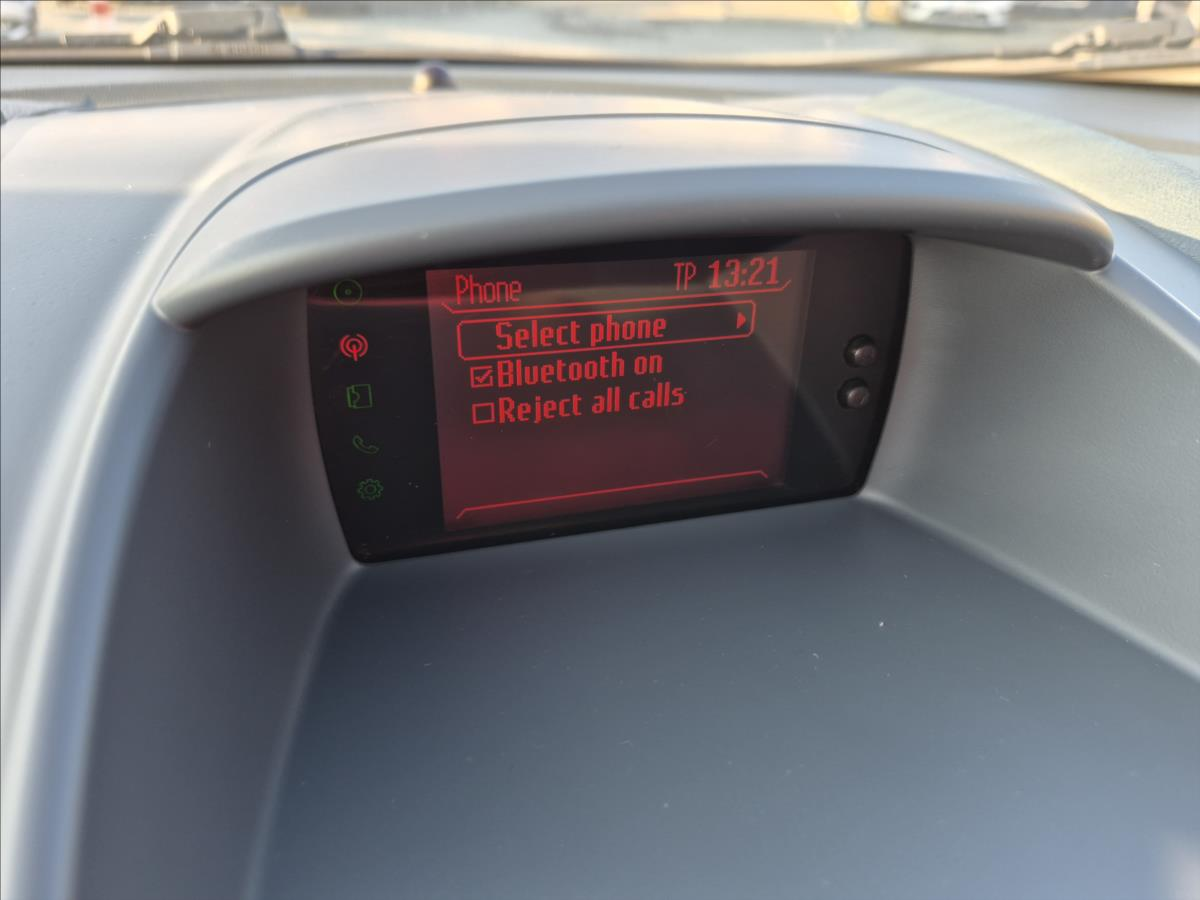 Phone TP 13:21
Select phone
Bluetooth on
Reject all calls